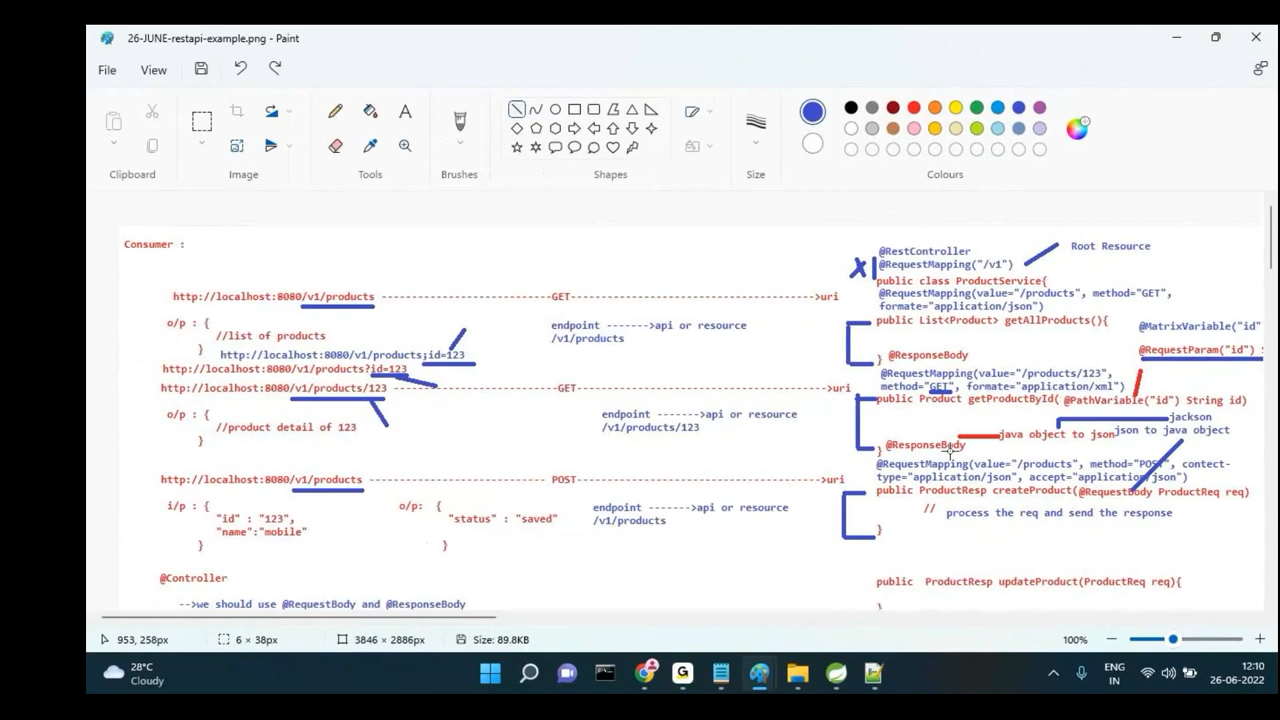 26-JUNE-restapi-example.png - Paint
File View
Clipboard Image Tools Brushes Shapes Size Colours
Consumer :
http://localhost:8080/v1/products --------------------------GET-------------------------------------->uri
o/p : {
//list of products
}
http://localhost:8080/v1/products;id=123
http://localhost:8080/v1/products?id=123
endpoint ------->api or resource
/v1/products
http://localhost:8080/v1/products/123 --------------------------GET-------------------------------------->uri
o/p : {
//product detail of 123
}
endpoint ------->api or resource
/v1/products/123
http://localhost:8080/v1/products --------------------------- POST------------------------------------->uri
i/p : {
"id" : "123",
"name":"mobile"
}
o/p: {
"status" : "saved"
}
endpoint ------->api or resource
/v1/products
@Controller
-->we should use @RequestBody and @ResponseBody
X
Root Resource
@RestController
@RequestMapping("/v1")
public class ProductService{
@RequestMapping(value="/products", method="GET",
formate="application/json")
public List<Product> getAllProducts(){
@MatrixVariable("id"
@RequestParam("id")
} @ResponseBody
@RequestMapping(value="/products/123",
method="GET", formate="application/xml")
public Product getProductById( @PathVariable("id") String id)
jackson
java object to json
json to java object
} @ResponseBody
@RequestMapping(value="/products", method="POST", contect-
type="application/json", accept="application/json")
public ProductResp createProduct(@RequestBody ProductReq req)
// process the req and send the response
}
public ProductResp updateProduct(ProductReq req){
}
953, 258px 6 × 38px 3846 × 2886px Size: 89.8KB 100%
28°C
Cloudy
ENG
IN
12:10
26-06-2022